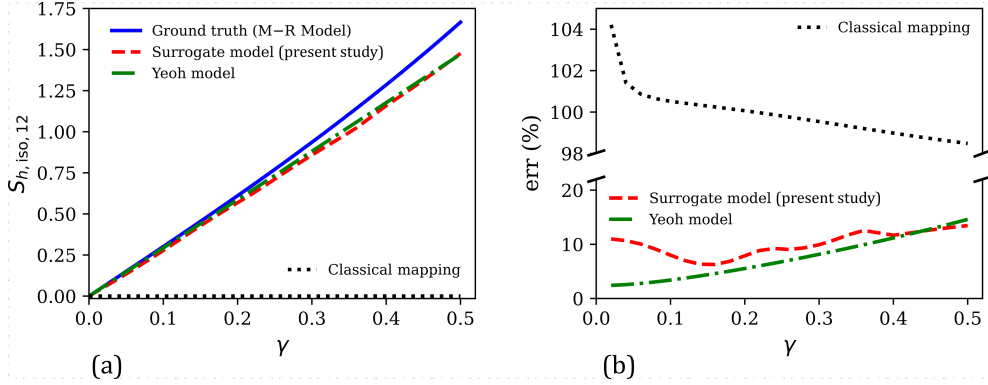 1.75
1.50
1.25
1.00
0.75
0.50
0.25
0.00
S_{h, iso, 12}
Ground truth (M−R Model)
Surrogate model (present study)
Yeoh model
Classical mapping
0.0 0.1 0.2 0.3 0.4 0.5
γ
(a)
104
102
100
98
20
10
0
err (%)
Classical mapping
Surrogate model (present study)
Yeoh model
0.0 0.1 0.2 0.3 0.4 0.5
γ
(b)